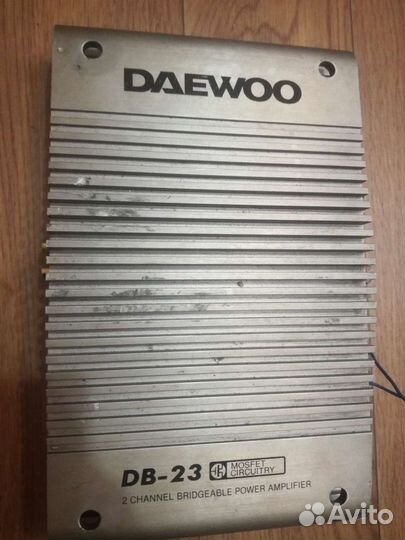 DAEWOO
DB-23 MOSFET CIRCUITRY
2 CHANNEL BRIDGEABLE POWER AMPLIFIER
Avito